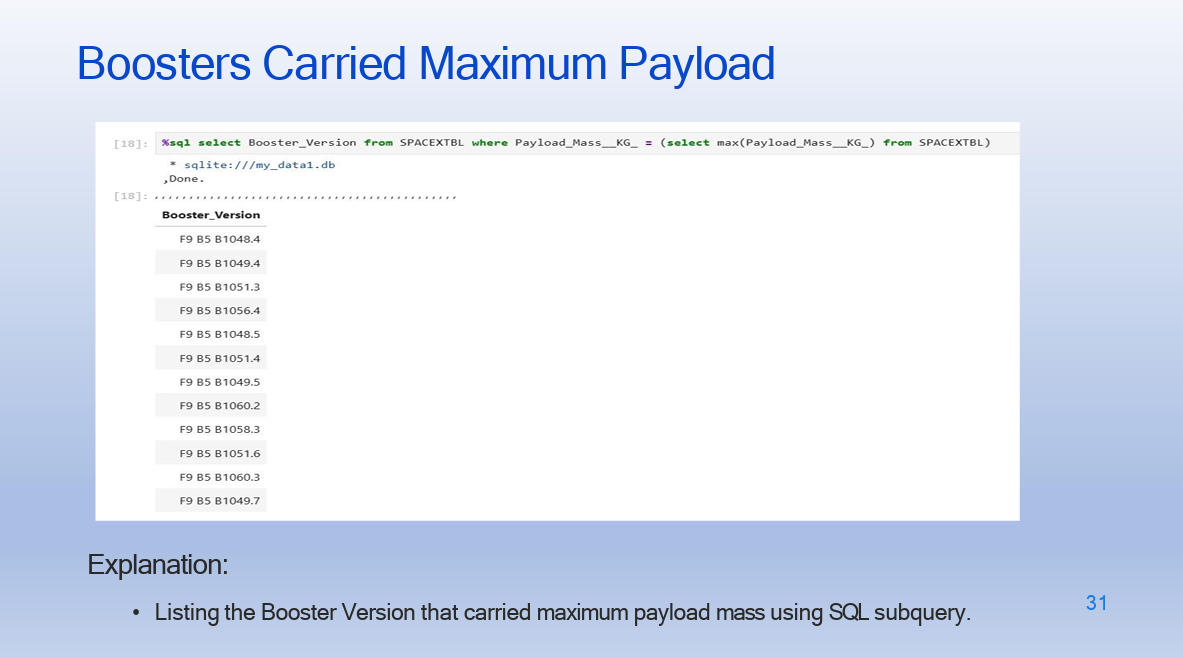 Boosters Carried Maximum Payload
[18]: %sql select Booster_Version from SPACEXTBL where Payload_Mass__KG_ = (select max(Payload_Mass__KG_) from SPACEXTBL)
* sqlite:///my_data1.db
,Done.
[18]: ,,,,,,,,,,,,,,,,,,,,,,,,,,,,,,,,,,,,,,,,,,,,
Booster_Version
F9 B5 B1048.4
F9 B5 B1049.4
F9 B5 B1051.3
F9 B5 B1056.4
F9 B5 B1048.5
F9 B5 B1051.4
F9 B5 B1049.5
F9 B5 B1060.2
F9 B5 B1058.3
F9 B5 B1051.6
F9 B5 B1060.3
F9 B5 B1049.7
Explanation:
• Listing the Booster Version that carried maximum payload mass using SQL subquery.
31